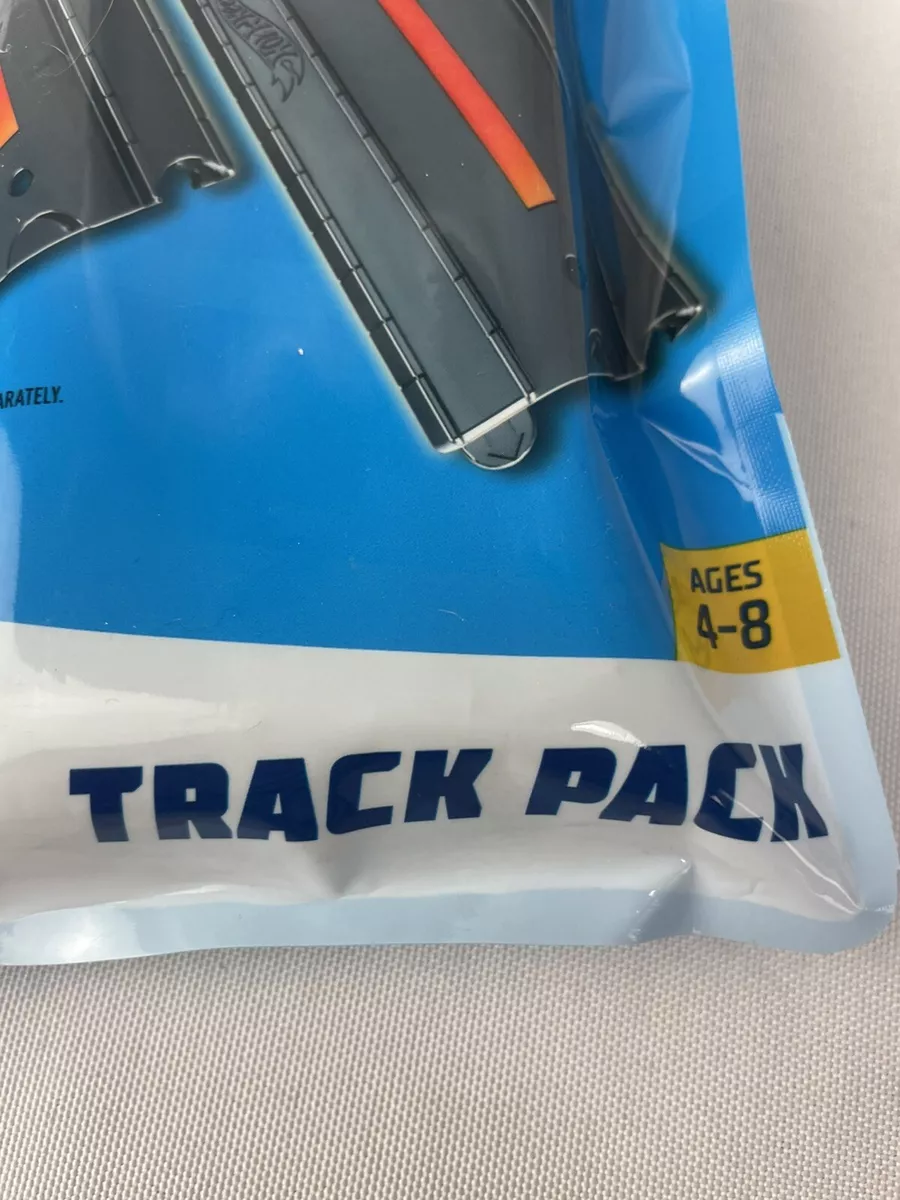 ARATELY.
AGES
4-8
TRACK PACK